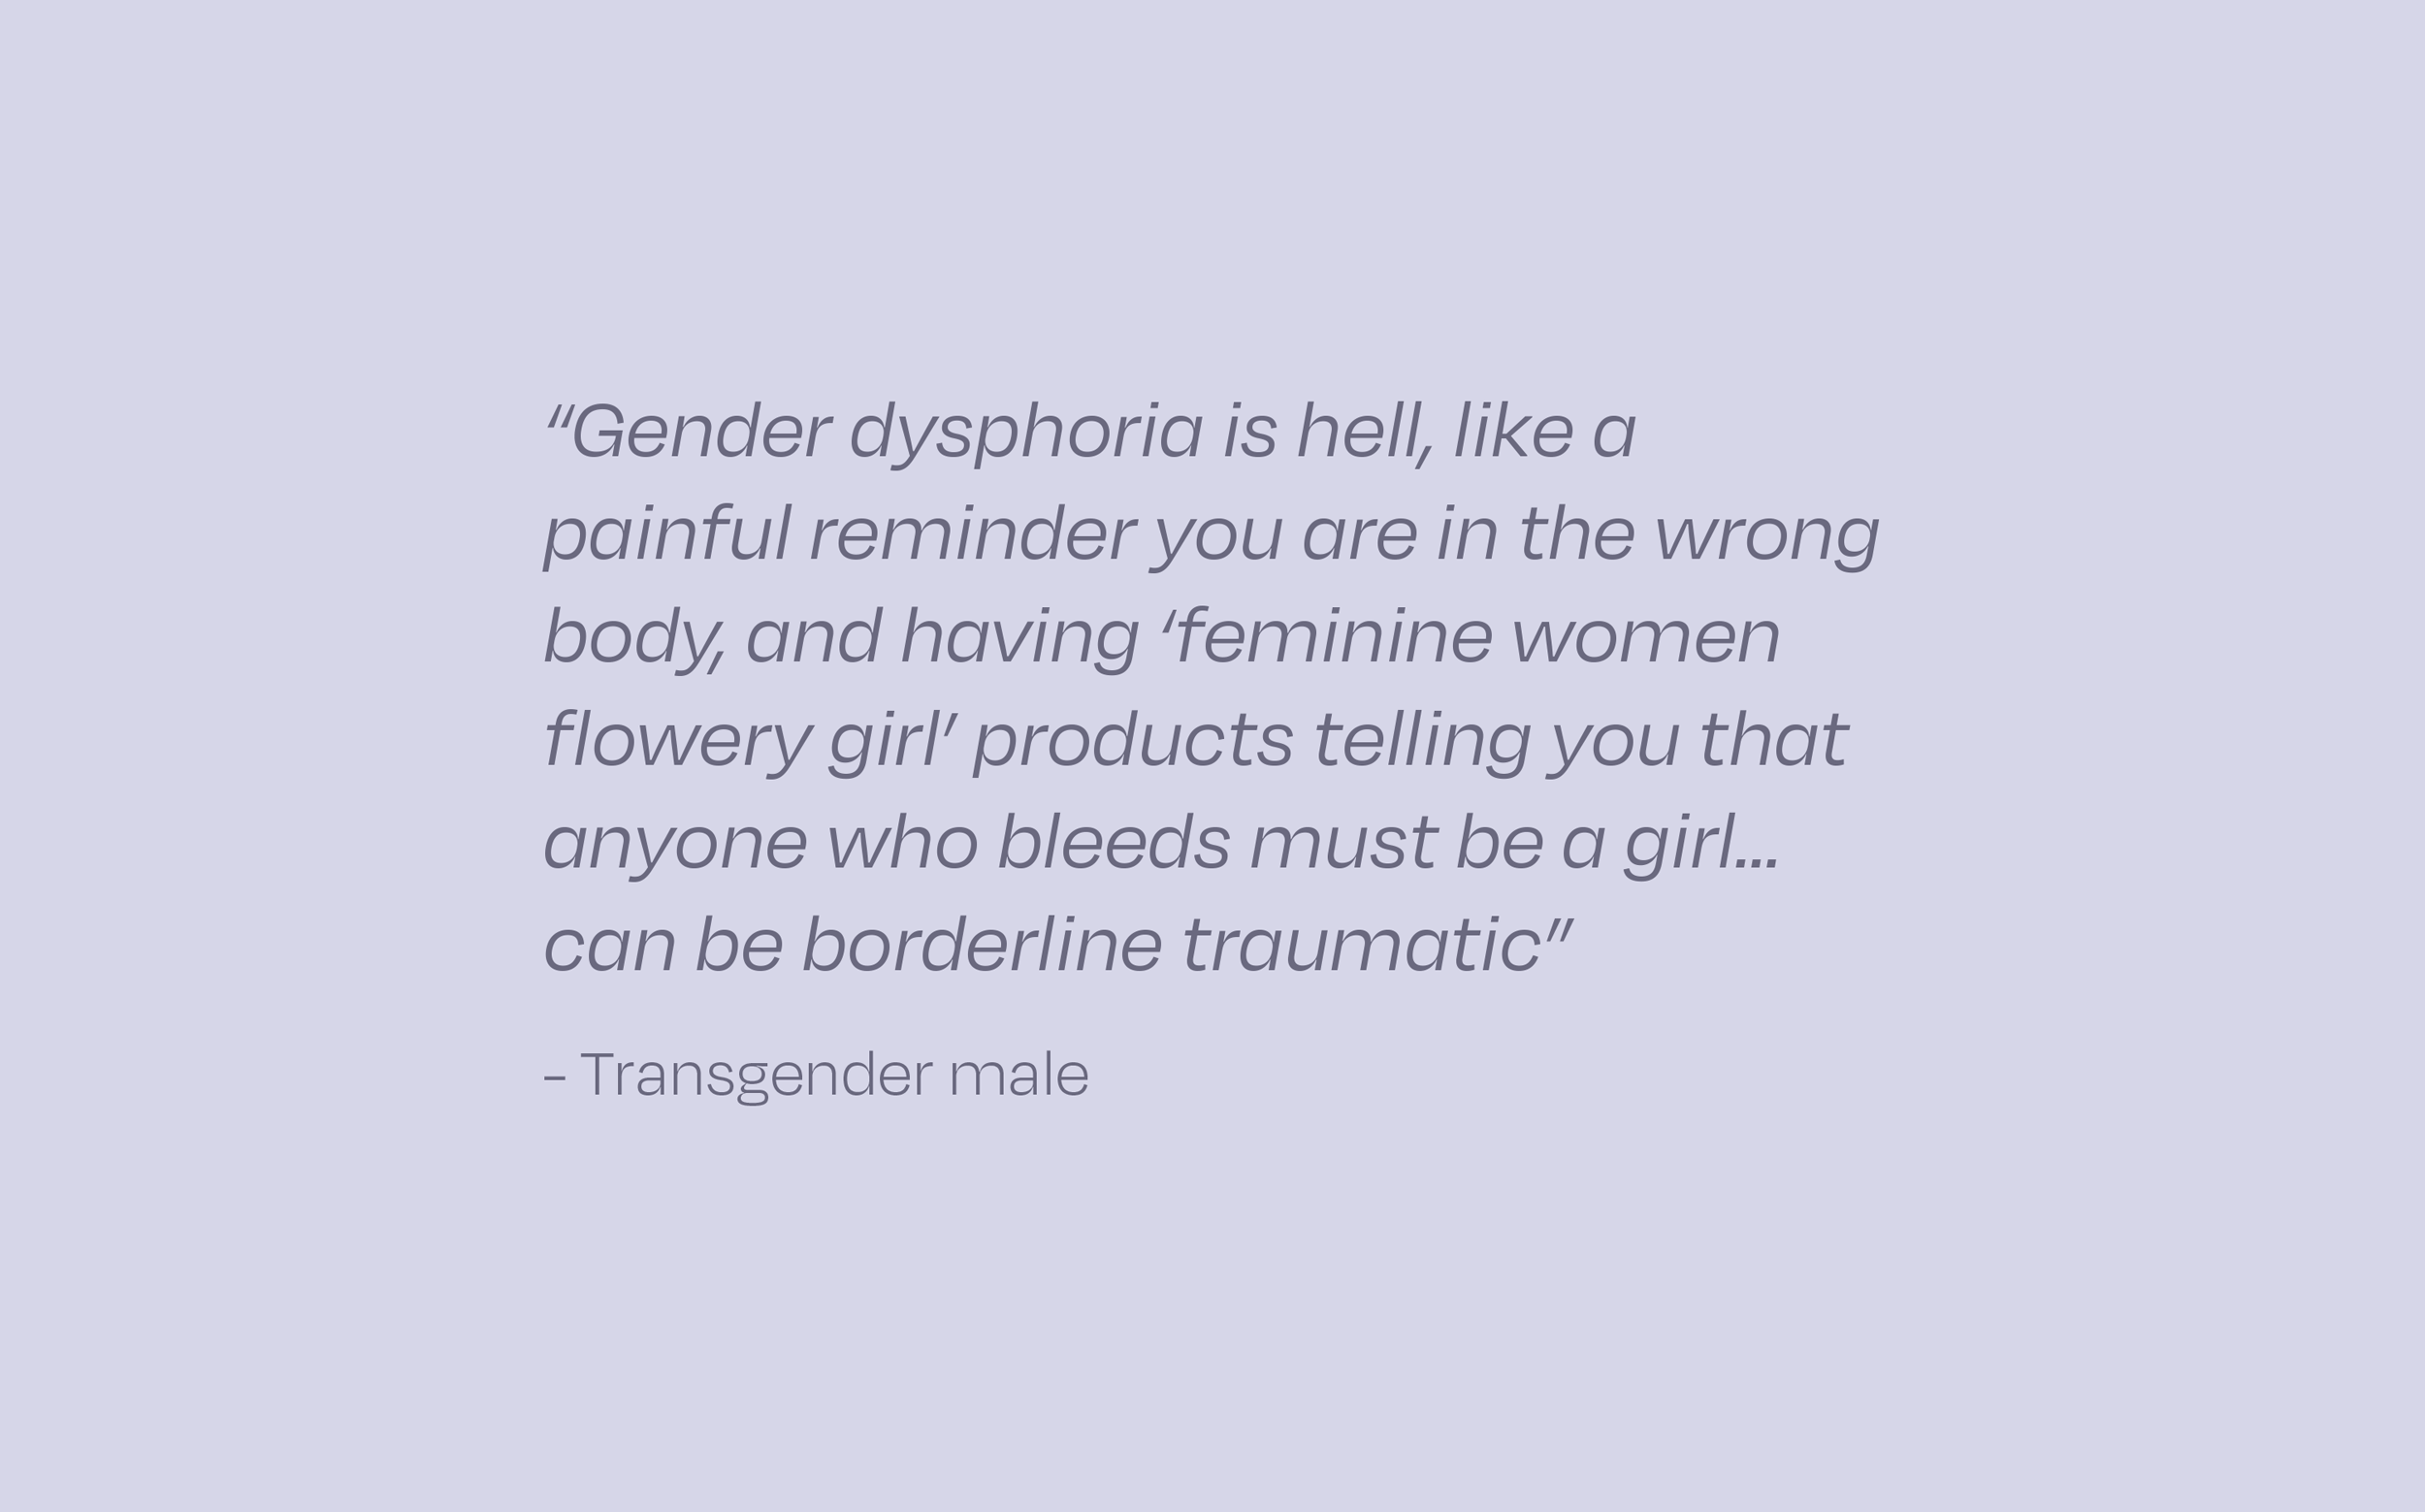 “Gender dysphoria is hell, like a
painful reminder you are in the wrong
body, and having ‘feminine women
flowery girl’ products telling you that
anyone who bleeds must be a girl...
can be borderline traumatic”
– Transgender male